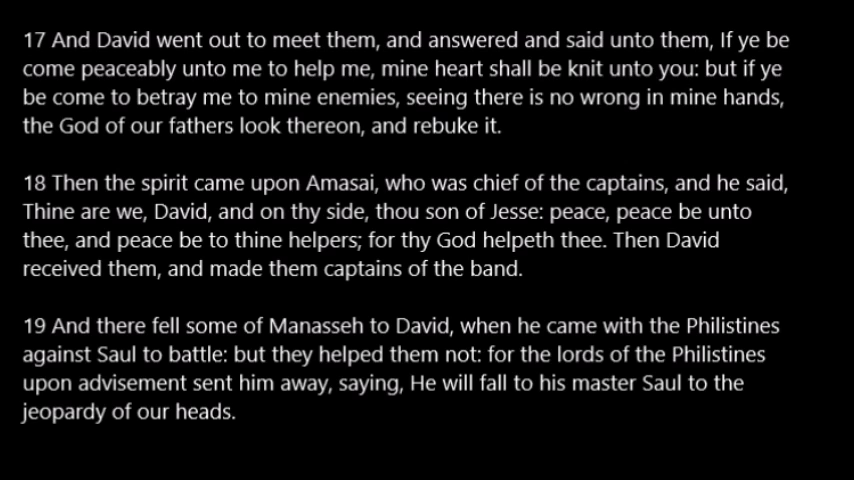 17 And David went out to meet them, and answered and said unto them, If ye be
come peaceably unto me to help me, mine heart shall be knit unto you: but if ye
be come to betray me to mine enemies, seeing there is no wrong in mine hands,
the God of our fathers look thereon, and rebuke it.
18 Then the spirit came upon Amasai, who was chief of the captains, and he said,
Thine are we, David, and on thy side, thou son of Jesse: peace, peace be unto
thee, and peace be to thine helpers; for thy God helpeth thee. Then David
received them, and made them captains of the band.
19 And there fell some of Manasseh to David, when he came with the Philistines
against Saul to battle: but they helped them not: for the lords of the Philistines
upon advisement sent him away, saying, He will fall to his master Saul to the
jeopardy of our heads.